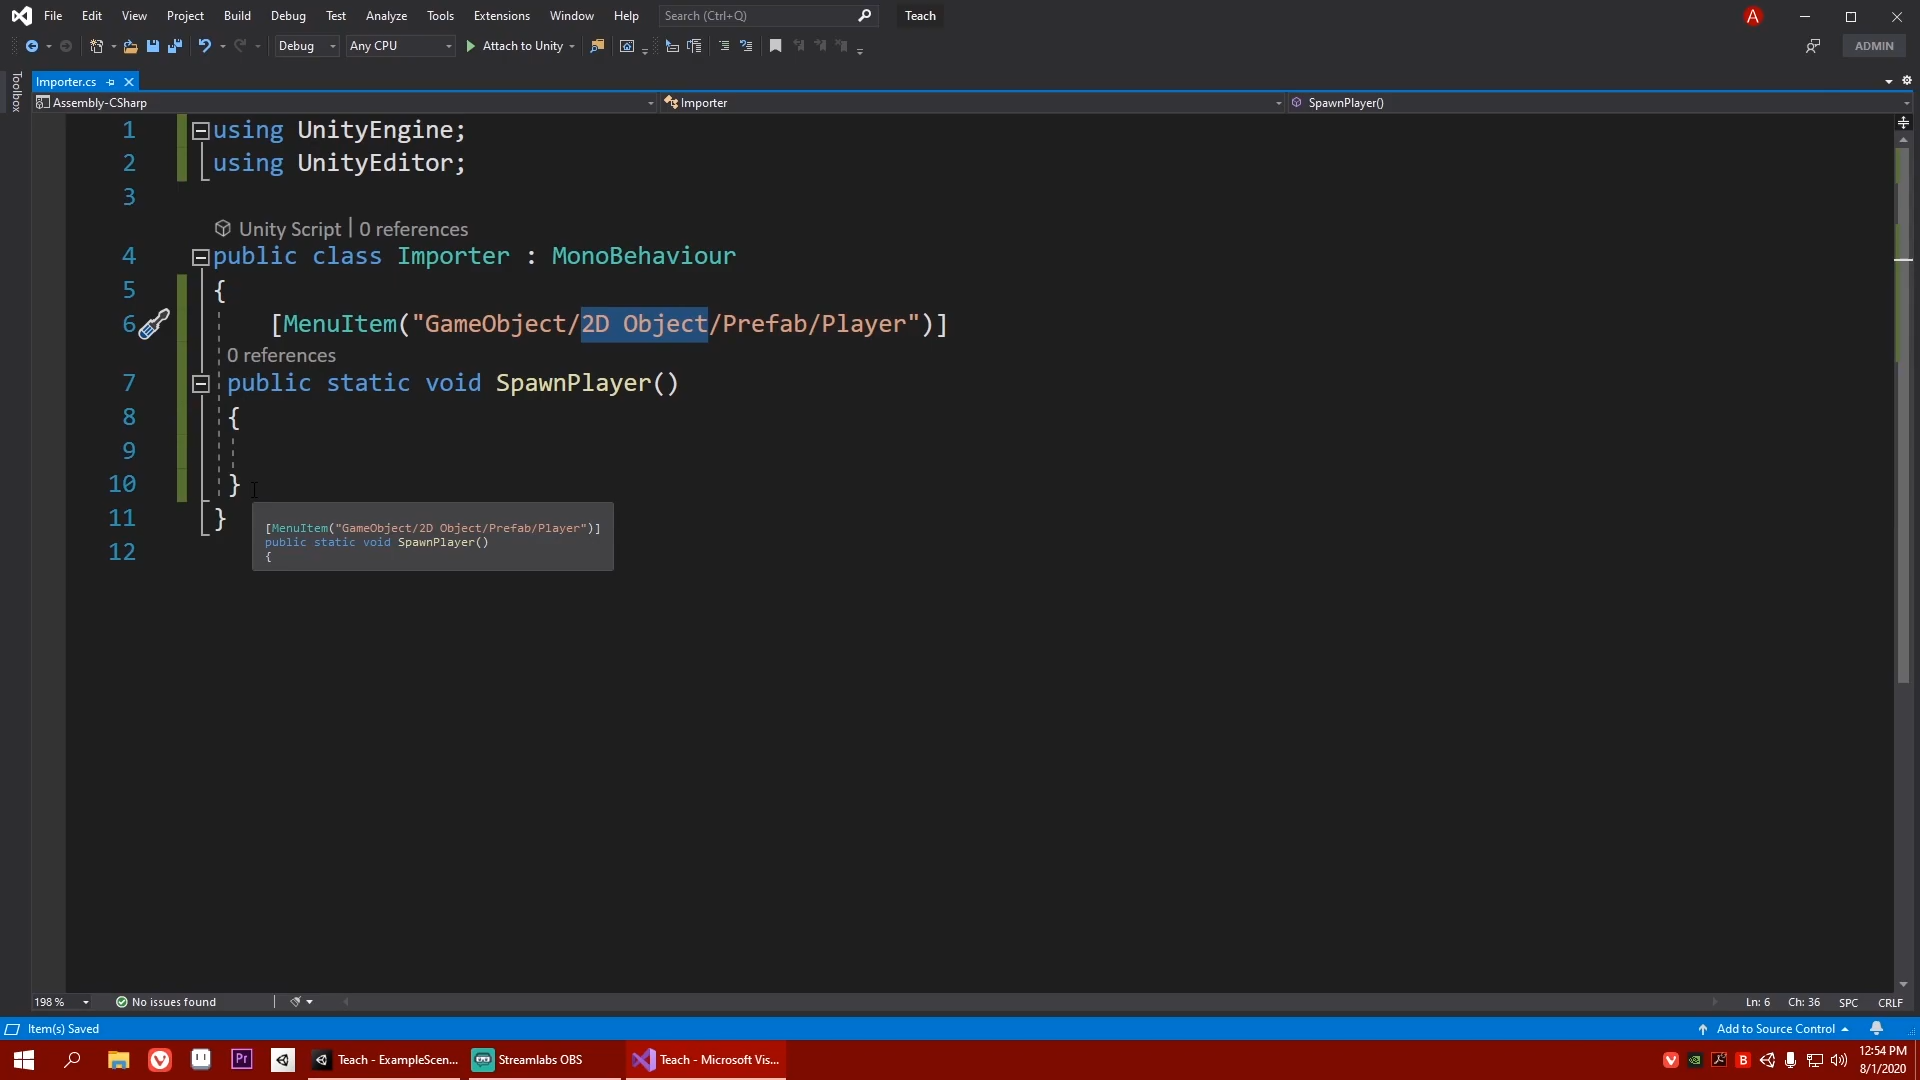 File Edit View Project Build Debug Test Analyze Tools Extensions Window Help Search (Ctrl+Q) Teach A
Debug Any CPU Attach to Unity ADMIN
Toolbox
Importer.cs
Assembly-CSharp Importer SpawnPlayer()
1 using UnityEngine;
2 using UnityEditor;
3
Unity Script | 0 references
4 public class Importer : MonoBehaviour
5 {
6 [MenuItem("GameObject/2D Object/Prefab/Player")]
0 references
7 public static void SpawnPlayer()
8 {
9
10 }
11 }
12
[MenuItem("GameObject/2D Object/Prefab/Player")]
public static void SpawnPlayer()
{
198 % No issues found Ln: 6 Ch: 36 SPC CRLF
Item(s) Saved Add to Source Control
Pr Teach - ExampleScen... Streamlabs OBS Teach - Microsoft Vis... B 12:54 PM
8/1/2020